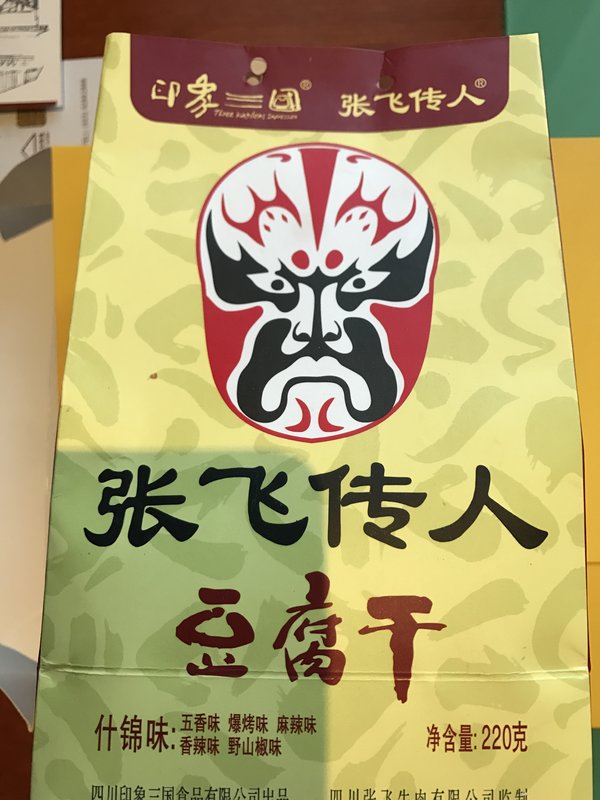 印象三国® 张飞传人®
THREE KINGDOMS IMPRESSION
张飞传人
豆腐干
什锦味: 五香味 爆烤味 麻辣味
香辣味 野山椒味
净含量: 220克
四川印象三国食品有限公司出品 四川张飞牛肉有限公司监制